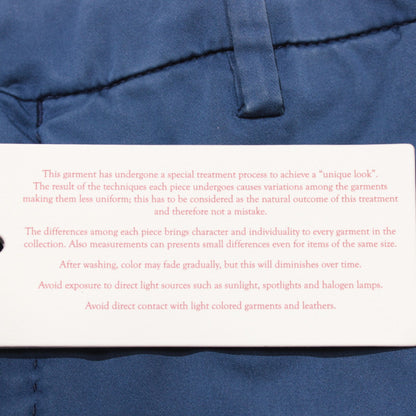 This garment has undergone a special treatment process to achieve a “unique look”.
The result of the techniques each piece undergoes causes variations among the garments
making them less uniform; this has to be considered as the natural outcome of this treatment
and therefore not a mistake.
The differences among each piece brings character and individuality to every garment in the
collection. Also measurements can presents small differences even for items of the same size.
After washing, color may fade gradually, but this will diminishes over time.
Avoid exposure to direct light sources such as sunlight, spotlights and halogen lamps.
Avoid direct contact with light colored garments and leathers.